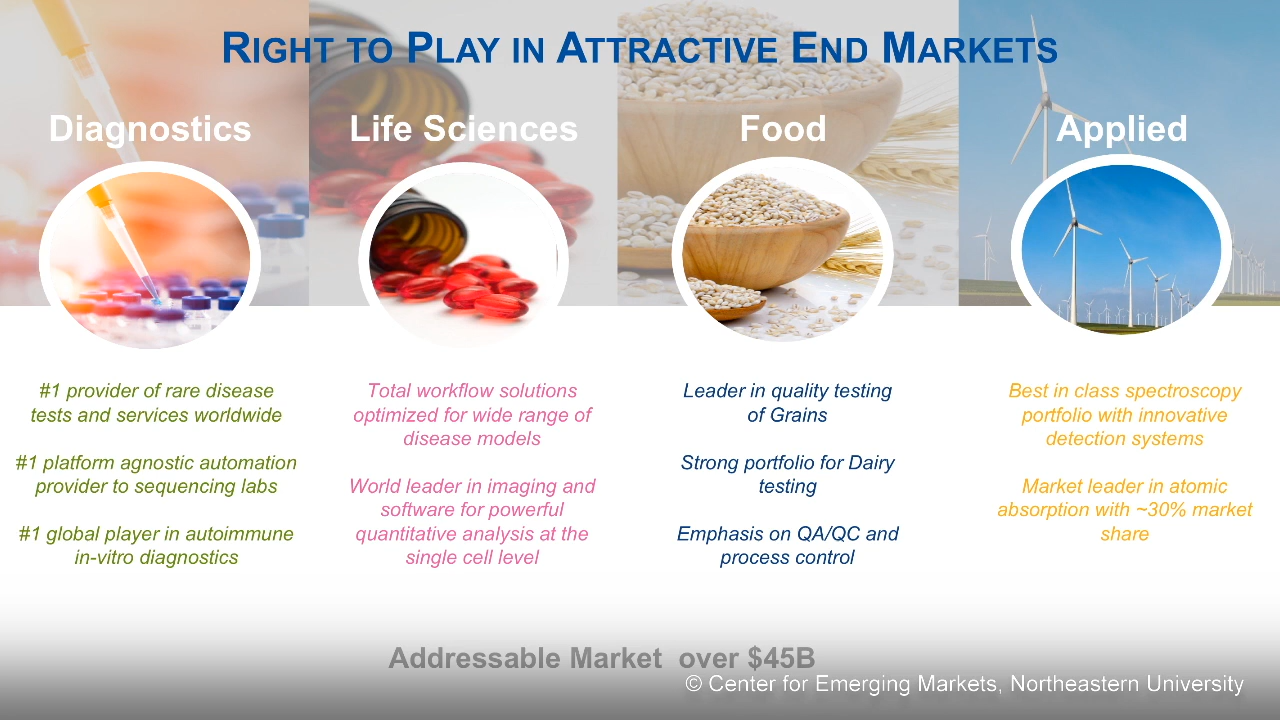 RIGHT TO PLAY IN ATTRACTIVE END MARKETS
Diagnostics
Life Sciences
Food
Applied
#1 provider of rare disease
tests and services worldwide
#1 platform agnostic automation
provider to sequencing labs
#1 global player in autoimmune
in-vitro diagnostics
Total workflow solutions
optimized for wide range of
disease models
World leader in imaging and
software for powerful
quantitative analysis at the
single cell level
Leader in quality testing
of Grains
Strong portfolio for Dairy
testing
Emphasis on QA/QC and
process control
Best in class spectroscopy
portfolio with innovative
detection systems
Market leader in atomic
absorption with ~30% market
share
Addressable Market over $45B
© Center for Emerging Markets, Northeastern University